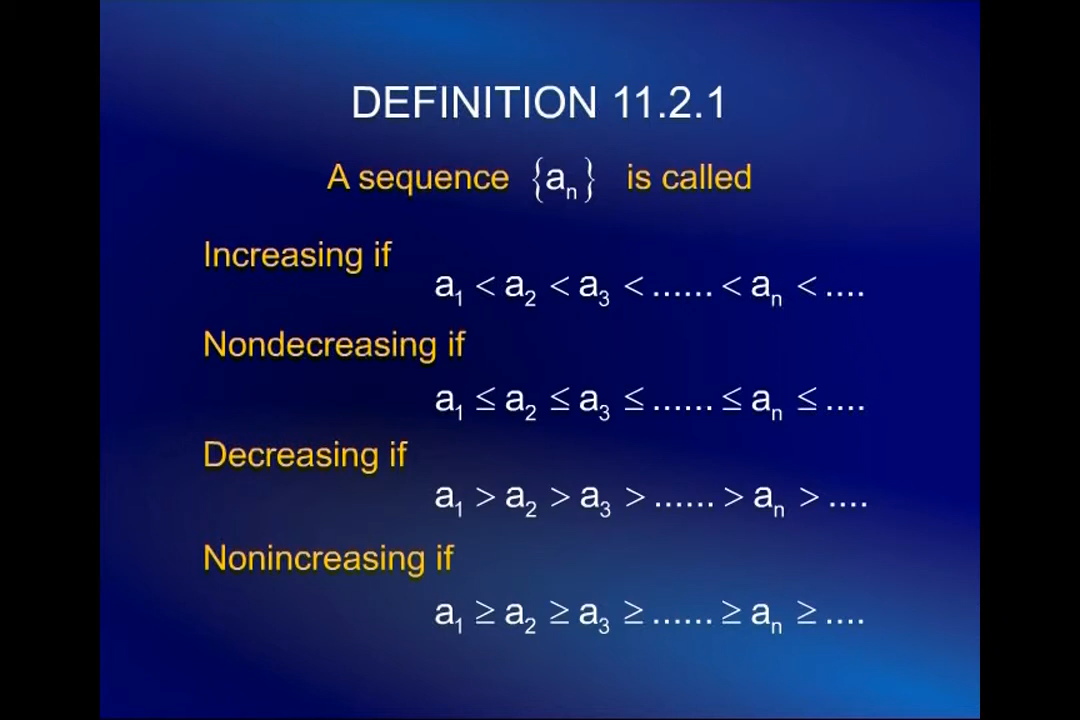 DEFINITION 11.2.1
A sequence {aₙ} is called
Increasing if
a₁ < a₂ < a₃ < ...... < aₙ < ....
Nondecreasing if
a₁ ≤ a₂ ≤ a₃ ≤ ...... ≤ aₙ ≤ ....
Decreasing if
a₁ > a₂ > a₃ > ...... > aₙ > ....
Nonincreasing if
a₁ ≥ a₂ ≥ a₃ ≥ ...... ≥ aₙ ≥ ....